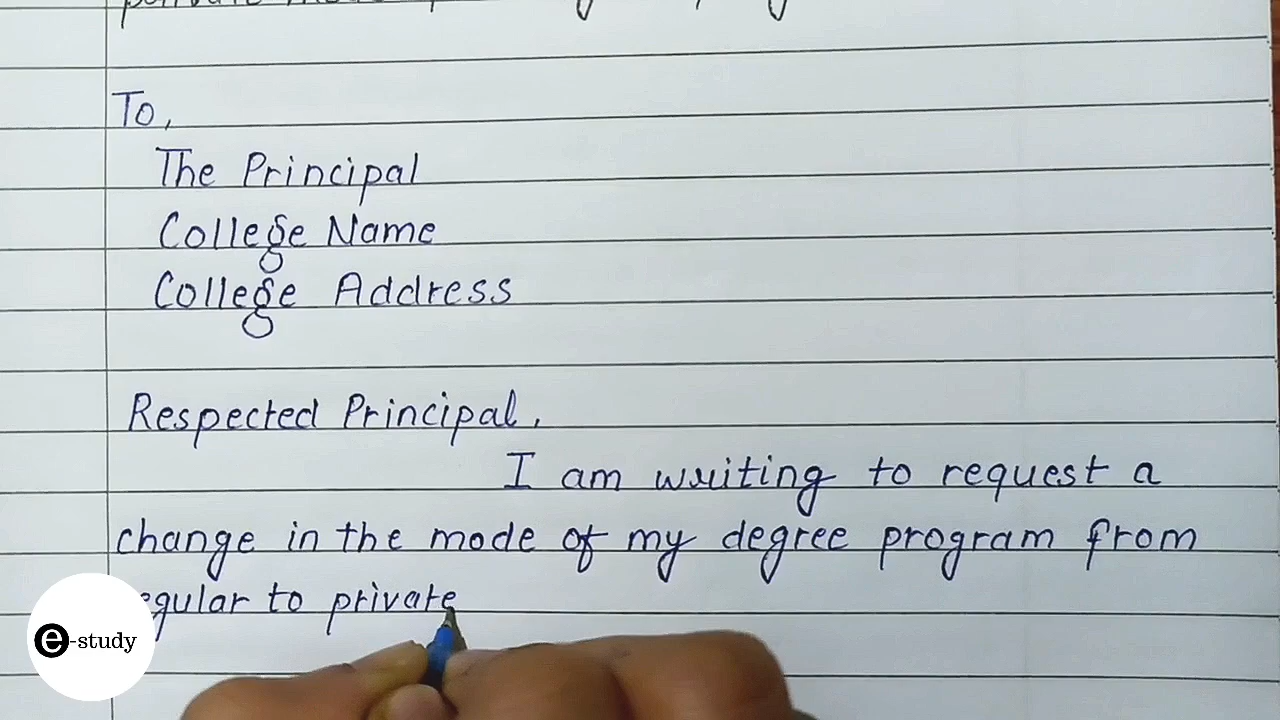 To,
The Principal
College Name
College Address
Respected Principal,
I am writing to request a
change in the mode of my degree program from
egular to private
e-study